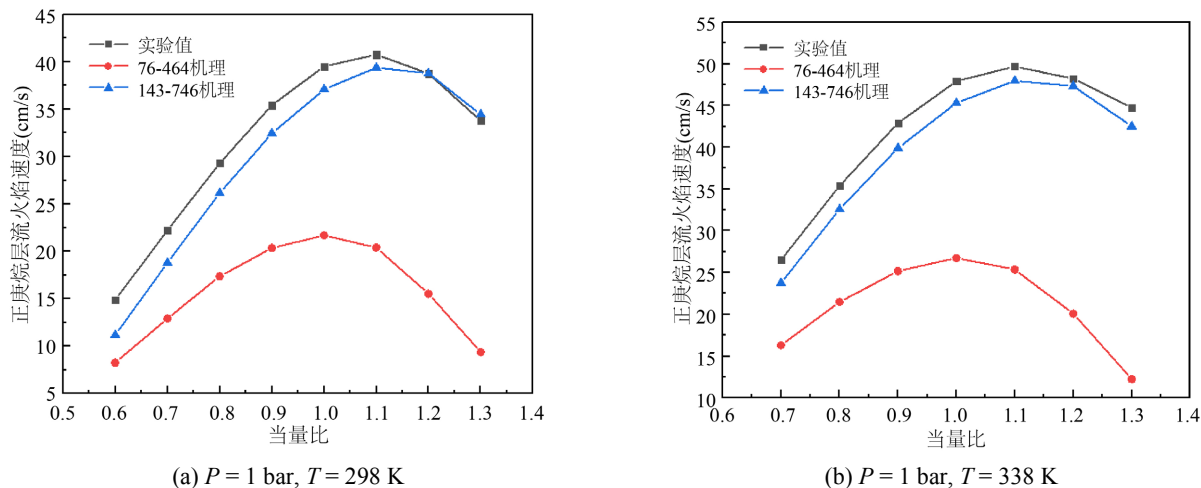 45
40
35
30
25
20
15
10
5
正庚烷层流火焰速度(cm/s)
实验值
76-464机理
143-746机理
0.5 0.6 0.7 0.8 0.9 1.0 1.1 1.2 1.3 1.4
当量比
(a) P = 1 bar, T = 298 K
55
50
45
40
35
30
25
20
15
10
正庚烷层流火焰速度(cm/s)
实验值
76-464机理
143-746机理
0.6 0.7 0.8 0.9 1.0 1.1 1.2 1.3 1.4
当量比
(b) P = 1 bar, T = 338 K